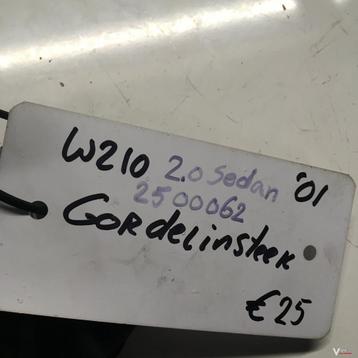 W210 2.0 Sedan '01
2500062
Gordelinsteek
€25